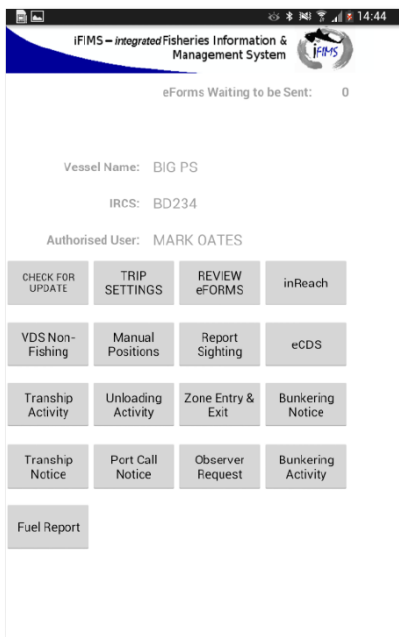 14:44
iFIMS – integrated Fisheries Information &
Management System
iFIMS
eForms Waiting to be Sent: 0
Vessel Name: BIG PS
IRCS: BD234
Authorised User: MARK OATES
CHECK FOR UPDATE
TRIP SETTINGS
REVIEW eFORMS
inReach
VDS Non-Fishing
Manual Positions
Report Sighting
eCDS
Tranship Activity
Unloading Activity
Zone Entry & Exit
Bunkering Notice
Tranship Notice
Port Call Notice
Observer Request
Bunkering Activity
Fuel Report